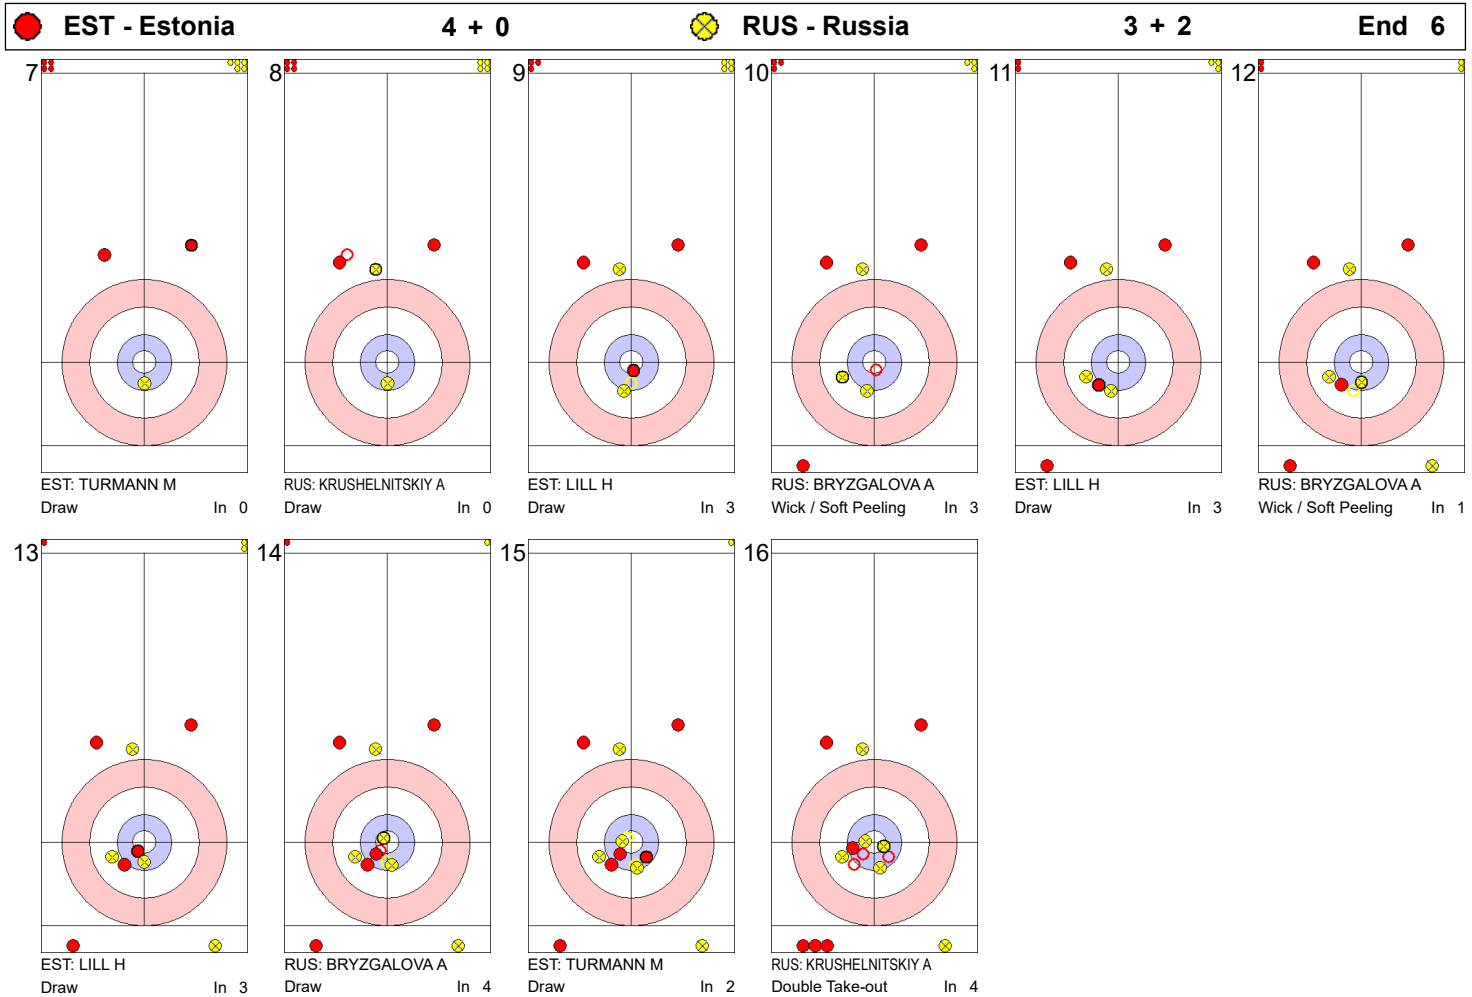 EST - Estonia 4 + 0 RUS - Russia 3 + 2 End 6
7 8 9 10 11 12
EST: TURMANN M RUS: KRUSHELNITSKIY A EST: LILL H RUS: BRYZGALOVA A EST: LILL H RUS: BRYZGALOVA A
Draw In 0 Draw In 0 Draw In 3 Wick / Soft Peeling In 3 Draw In 3 Wick / Soft Peeling In 1
13 14 15 16
EST: LILL H RUS: BRYZGALOVA A EST: TURMANN M RUS: KRUSHELNITSKIY A
Draw In 3 Draw In 4 Draw In 2 Double Take-out In 4